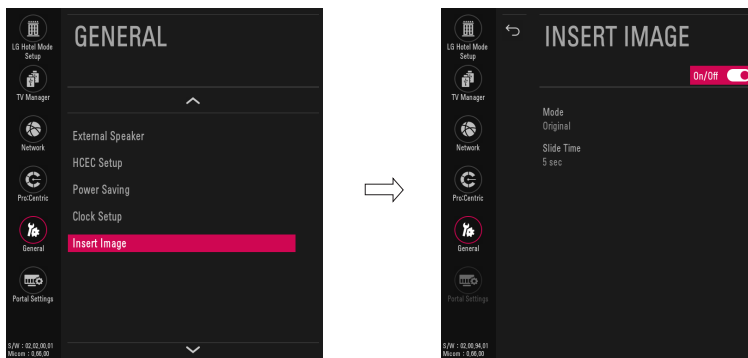 LG Hotel Mode
Setup
TV Manager
Network
Pro:Centric
General
Portal Settings
S/W : 02,02,00,01
Micom : 0,66,00
GENERAL
External Speaker
HCEC Setup
Power Saving
Clock Setup
Insert Image
LG Hotel Mode
Setup
TV Manager
Network
Pro:Centric
General
Portal Settings
S/W : 02,00,94,01
Micom : 0,66,00
INSERT IMAGE
On/Off
Mode
Original
Slide Time
5 sec